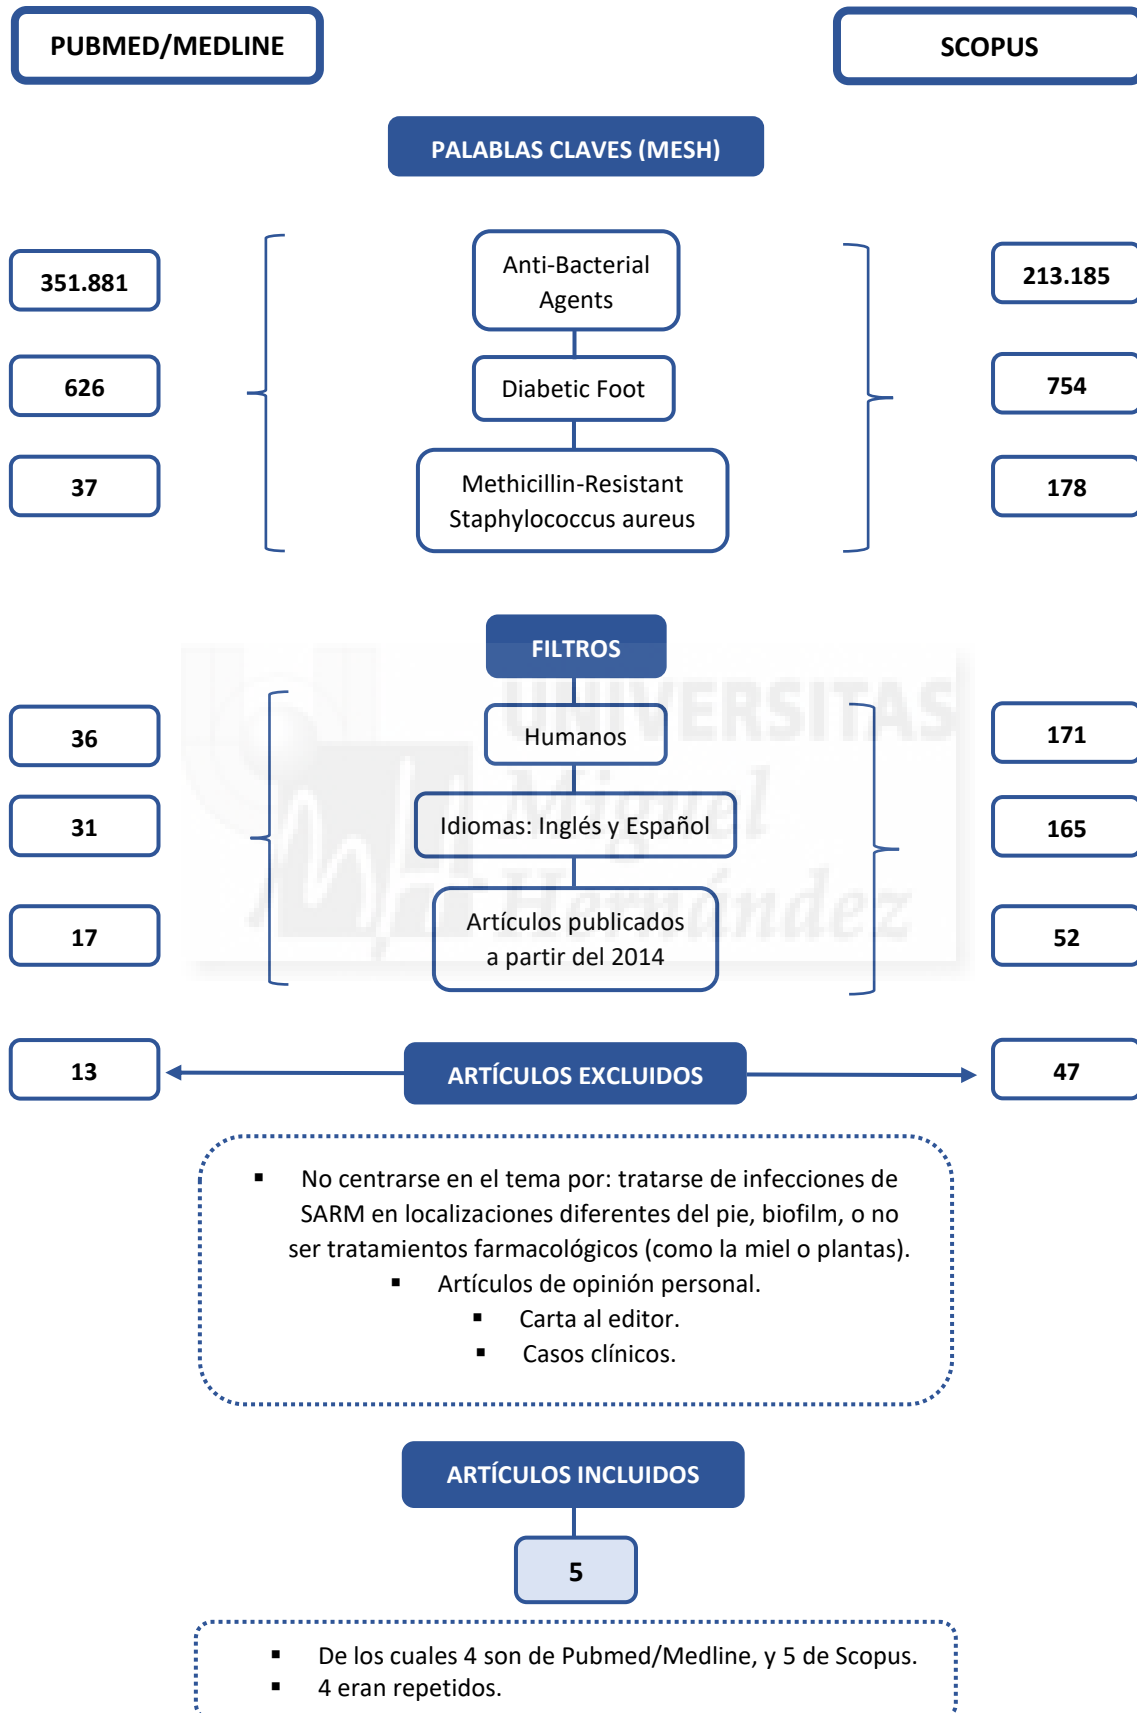 PUBMED/MEDLINE
SCOPUS
PALABLAS CLAVES (MESH)
351.881
Anti-Bacterial
Agents
213.185
626
Diabetic Foot
754
37
Methicillin-Resistant
Staphylococcus aureus
178
FILTROS
UNIVERSITAS
Miguel
Hernández
36
Humanos
171
31
Idiomas: Inglés y Español
165
17
Artículos publicados
a partir del 2014
52
13
ARTÍCULOS EXCLUIDOS
47
▪ No centrarse en el tema por: tratarse de infecciones de
SARM en localizaciones diferentes del pie, biofilm, o no
ser tratamientos farmacológicos (como la miel o plantas).
▪ Artículos de opinión personal.
▪ Carta al editor.
▪ Casos clínicos.
ARTÍCULOS INCLUIDOS
5
▪ De los cuales 4 son de Pubmed/Medline, y 5 de Scopus.
▪ 4 eran repetidos.